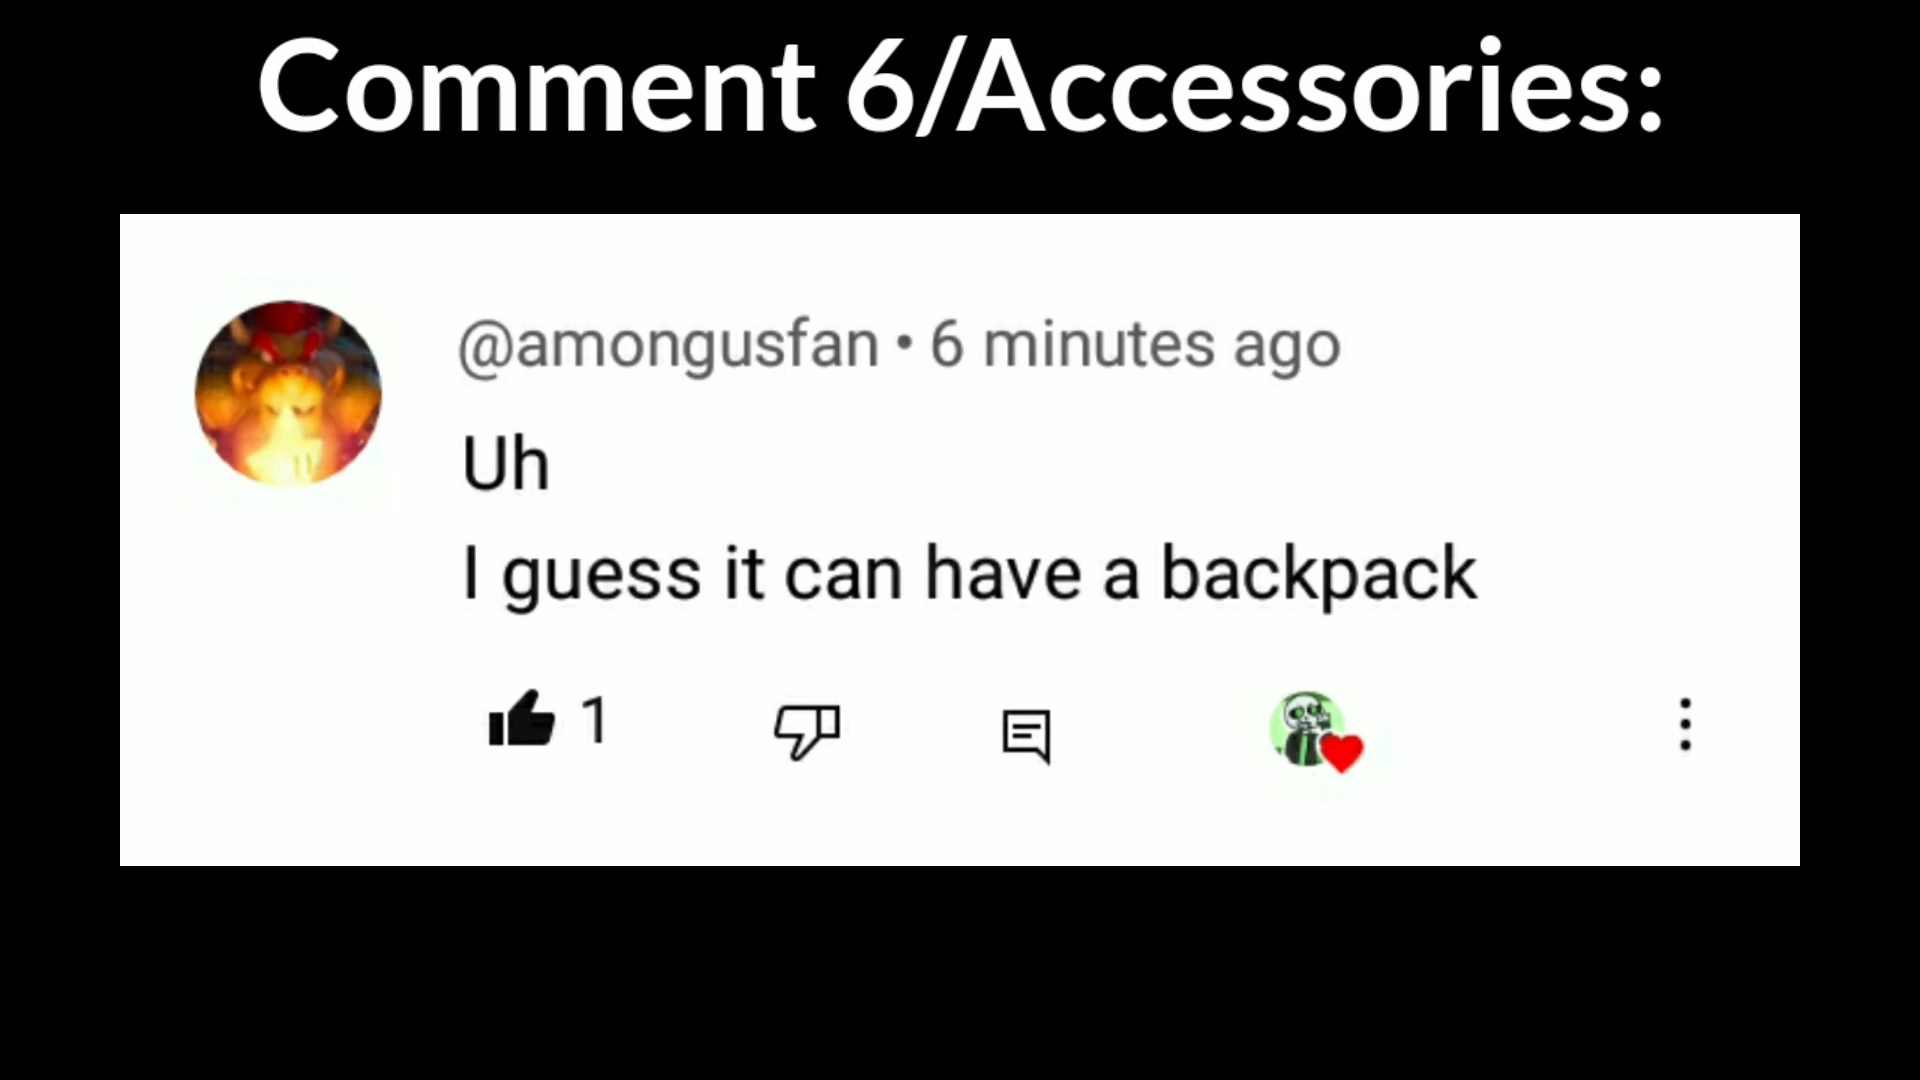 Comment 6/Accessories:
@amongusfan • 6 minutes ago
Uh
I guess it can have a backpack
1